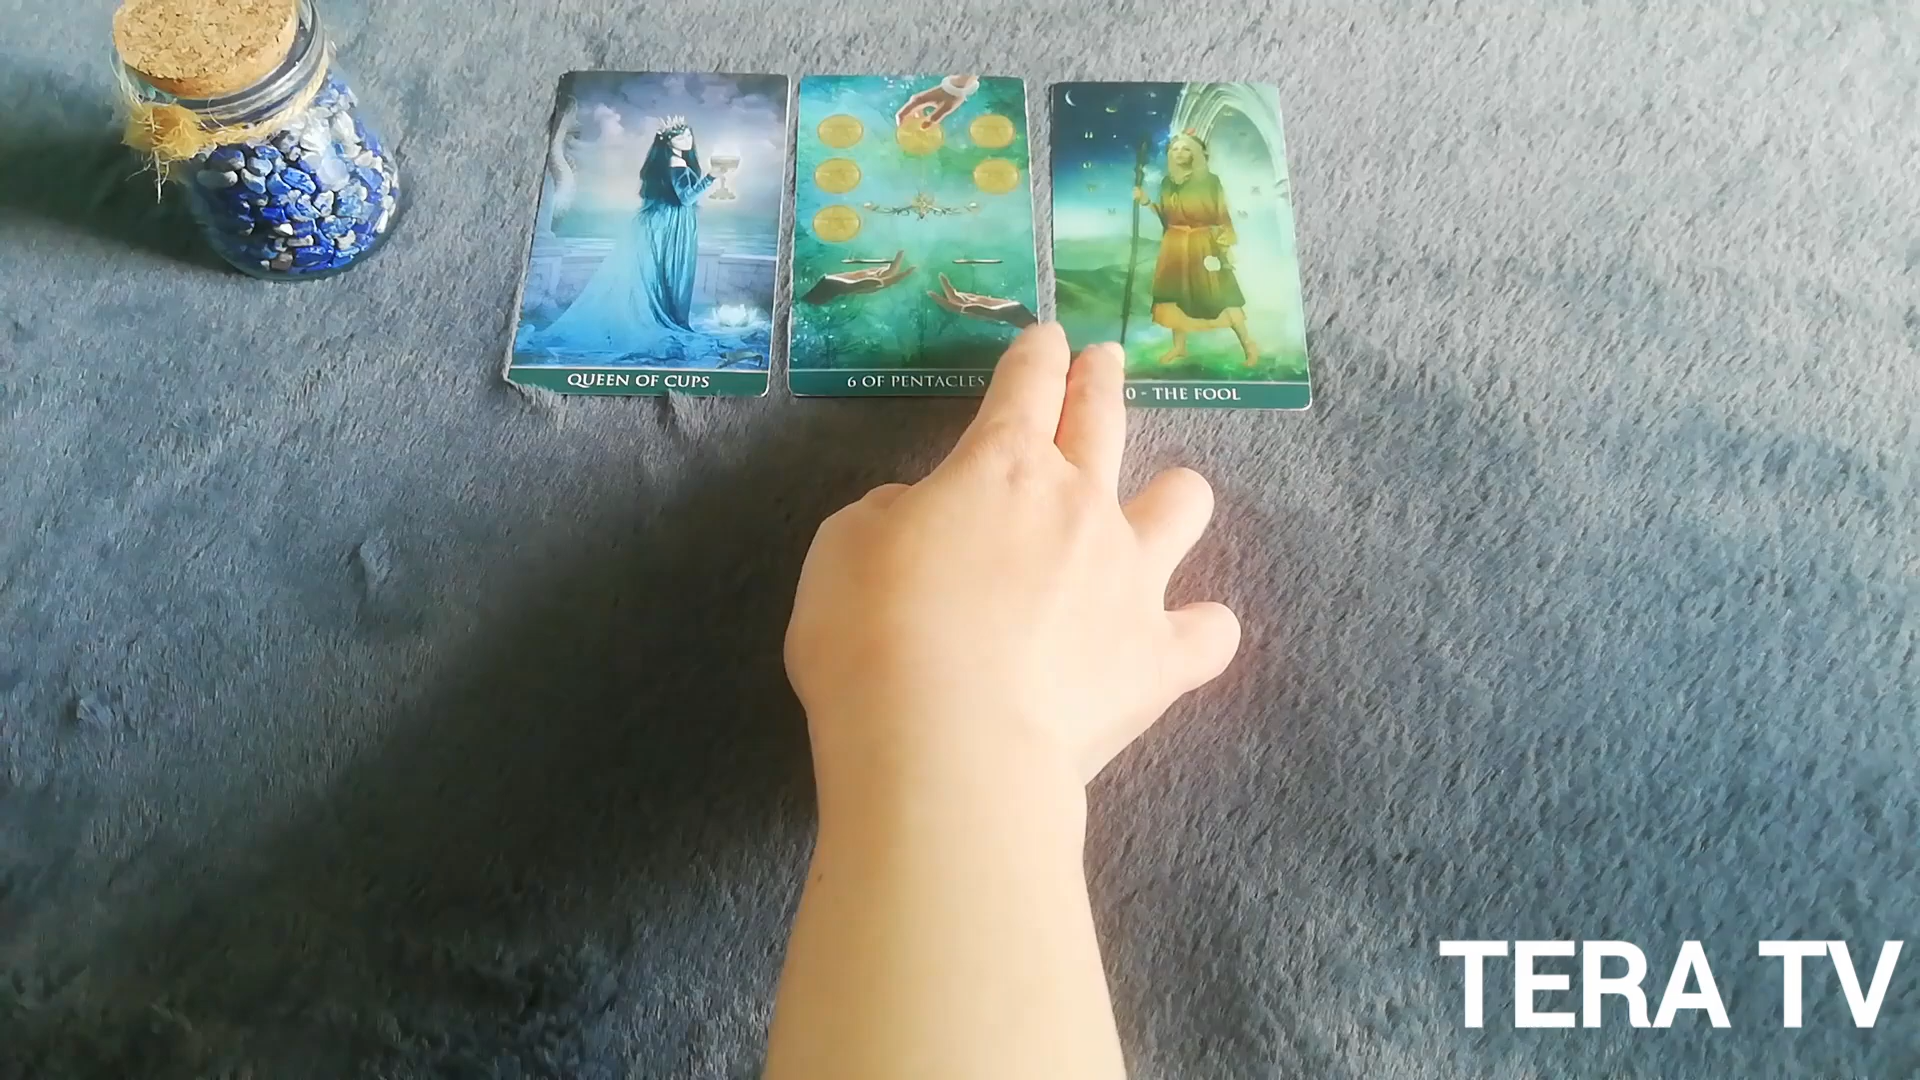 QUEEN OF CUPS
6 OF PENTACLES
0 - THE FOOL
TERA TV